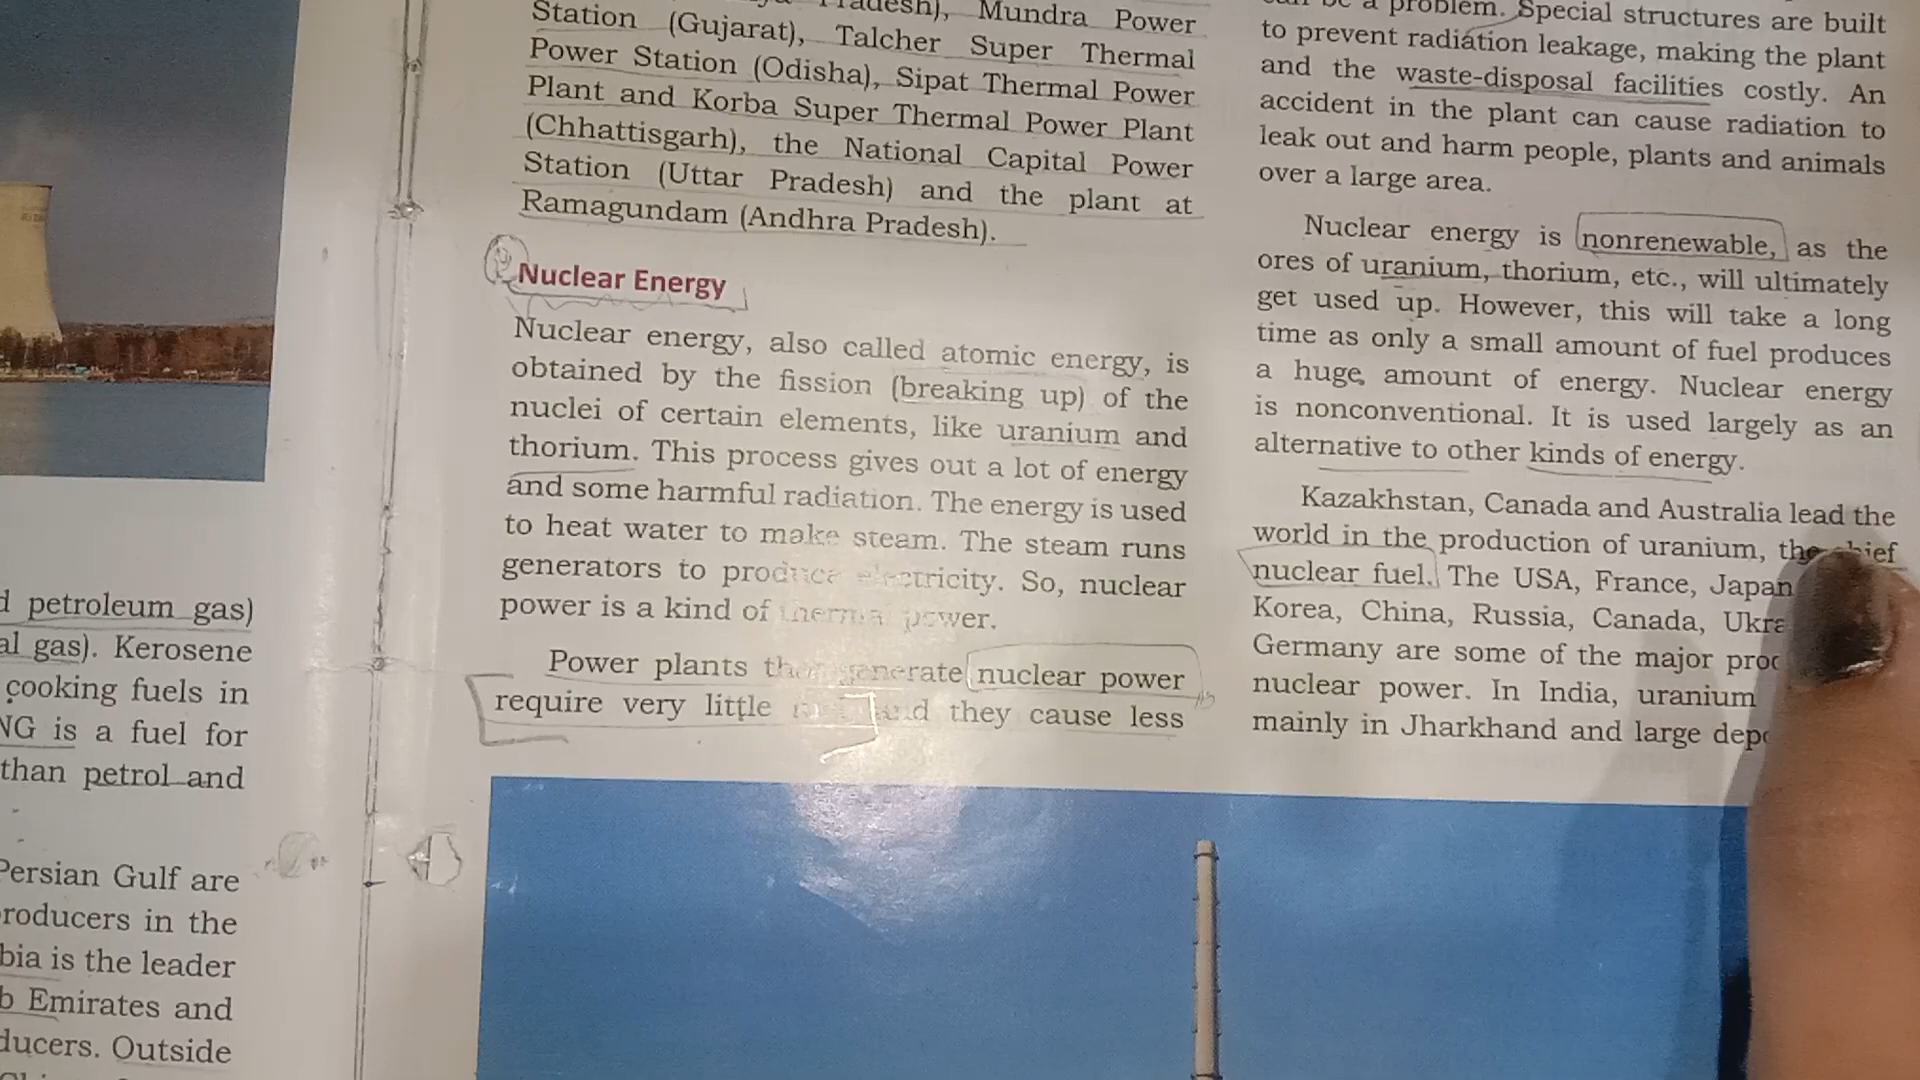 d petroleum gas)
al gas). Kerosene
cooking fuels in
NG is a fuel for
than petrol and
Persian Gulf are
roducers in the
bia is the leader
b Emirates and
ducers. Outside
Mundra Power
Station (Gujarat), Talcher Super Thermal
Power Station (Odisha), Sipat Thermal Power
Plant and Korba Super Thermal Power Plant
(Chhattisgarh), the National Capital Power
Station (Uttar Pradesh) and the plant at
Ramagundam (Andhra Pradesh).
Nuclear Energy
Nuclear energy, also called atomic energy, is
obtained by the fission (breaking up) of the
nuclei of certain elements, like uranium and
thorium. This process gives out a lot of energy
and some harmful radiation. The energy is used
to heat water to make steam. The steam runs
generators to produce electricity. So, nuclear
power is a kind of thermal power.
Power plants that generate nuclear power
require very little and they cause less
be a problem. Special structures are built
to prevent radiation leakage, making the plant
and the waste-disposal facilities costly. An
accident in the plant can cause radiation to
leak out and harm people, plants and animals
over a large area.
Nuclear energy is nonrenewable, as the
ores of uranium, thorium, etc., will ultimately
get used up. However, this will take a long
time as only a small amount of fuel produces
a huge amount of energy. Nuclear energy
is nonconventional. It is used largely as an
alternative to other kinds of energy.
Kazakhstan, Canada and Australia lead the
world in the production of uranium, the chief
nuclear fuel. The USA, France, Japan
Korea, China, Russia, Canada, Ukra
Germany are some of the major proc
nuclear power. In India, uranium
mainly in Jharkhand and large depo